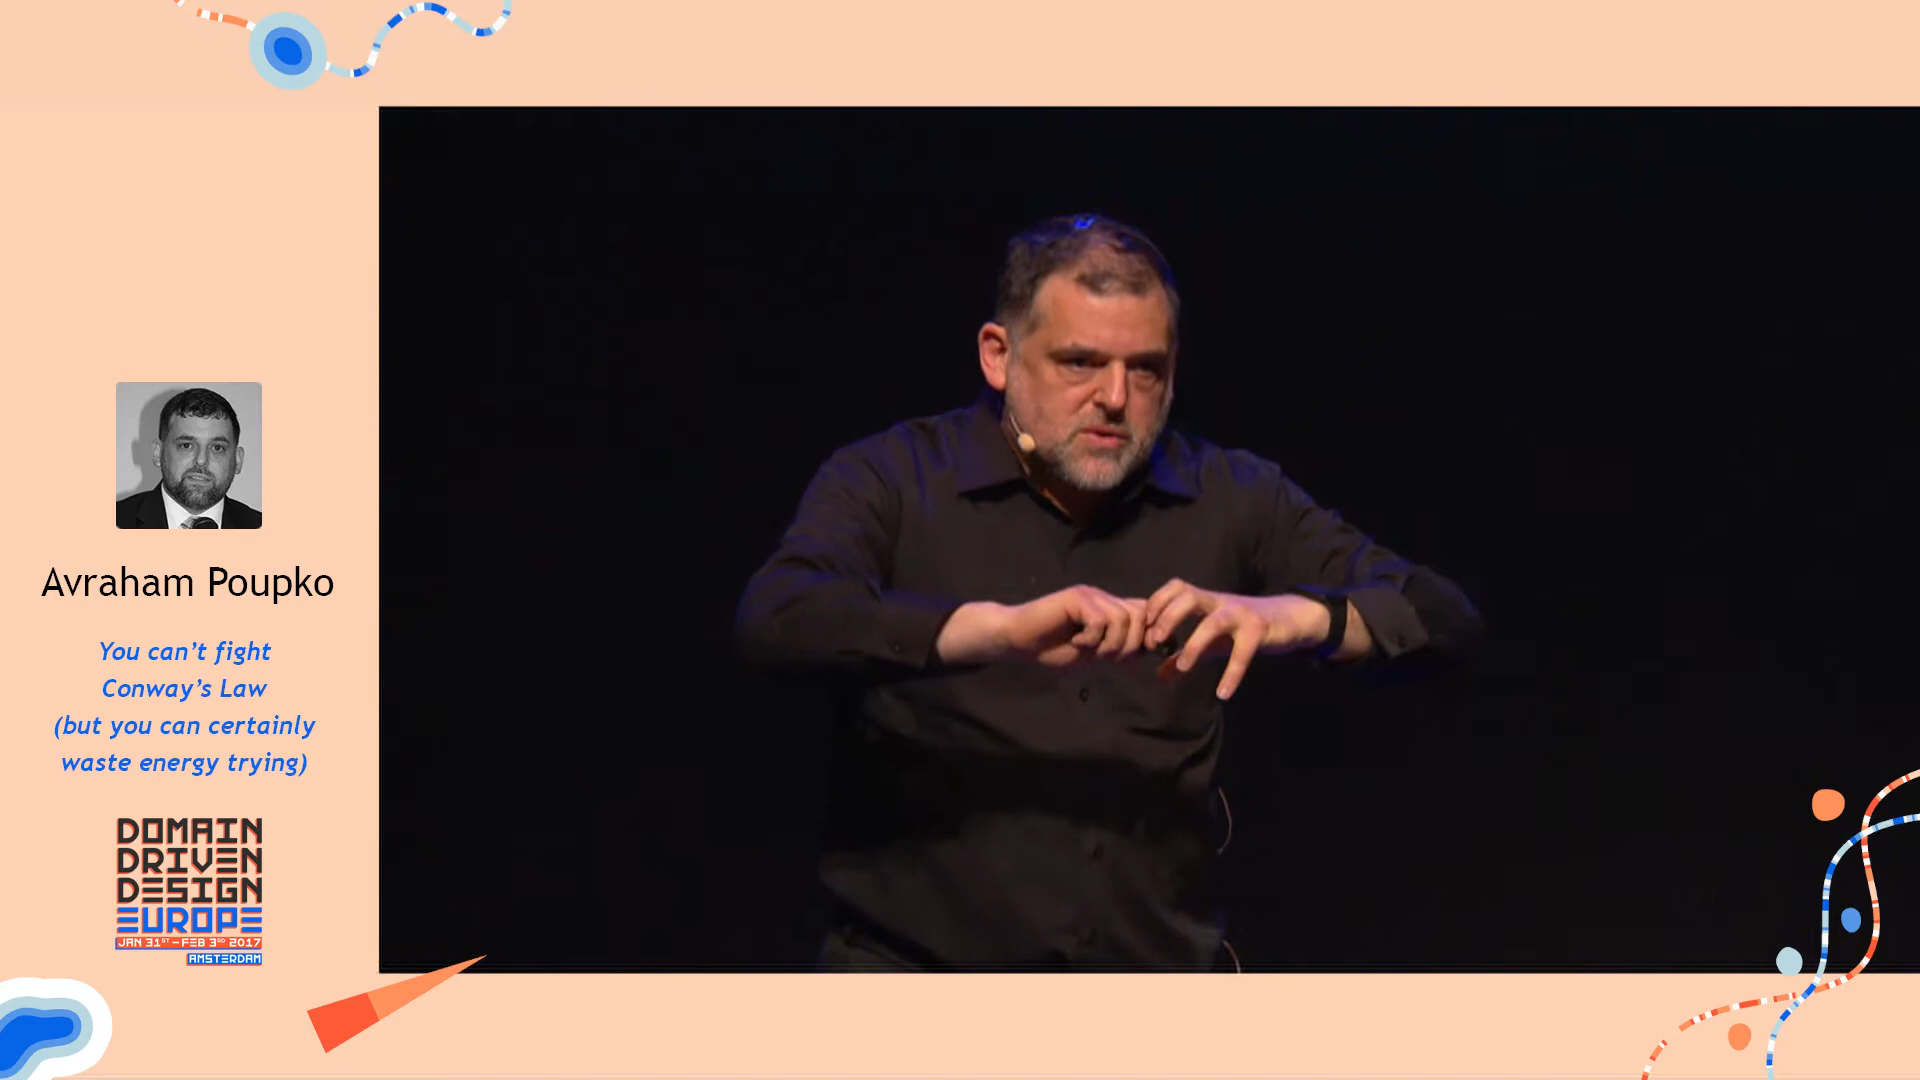 Avraham Poupko
You can’t fight
Conway’s Law
(but you can certainly
waste energy trying)
DOMAIN
DRIVEN
DESIGN
EUROPE
JAN 31ST – FEB 3RD 2017
AMSTERDAM